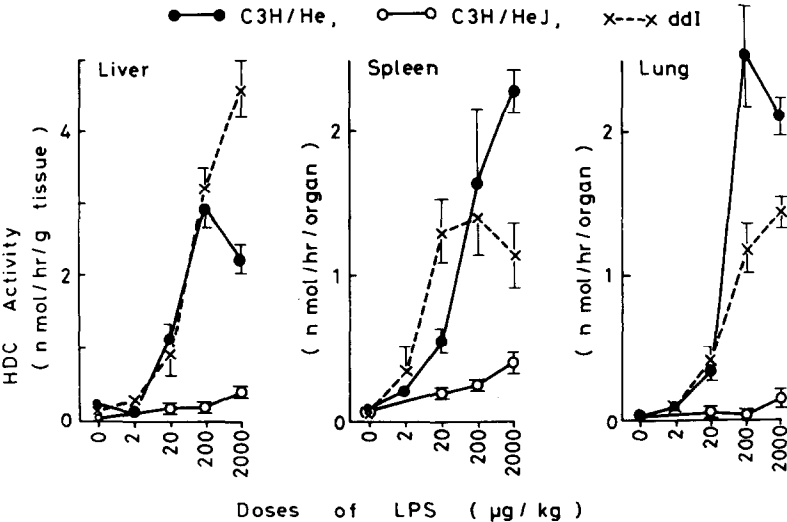 C3H/He, C3H/HeJ, ddI
Liver
Spleen
Lung
HDC Activity
( n mol/hr/g tissue )
4
2
0
0 2 20 200 2000
( n mol/hr/organ )
2
1
0
0 2 20 200 2000
( n mol/hr/organ )
2
1
0
0 2 20 200 2000
Doses of LPS ( µg/kg )